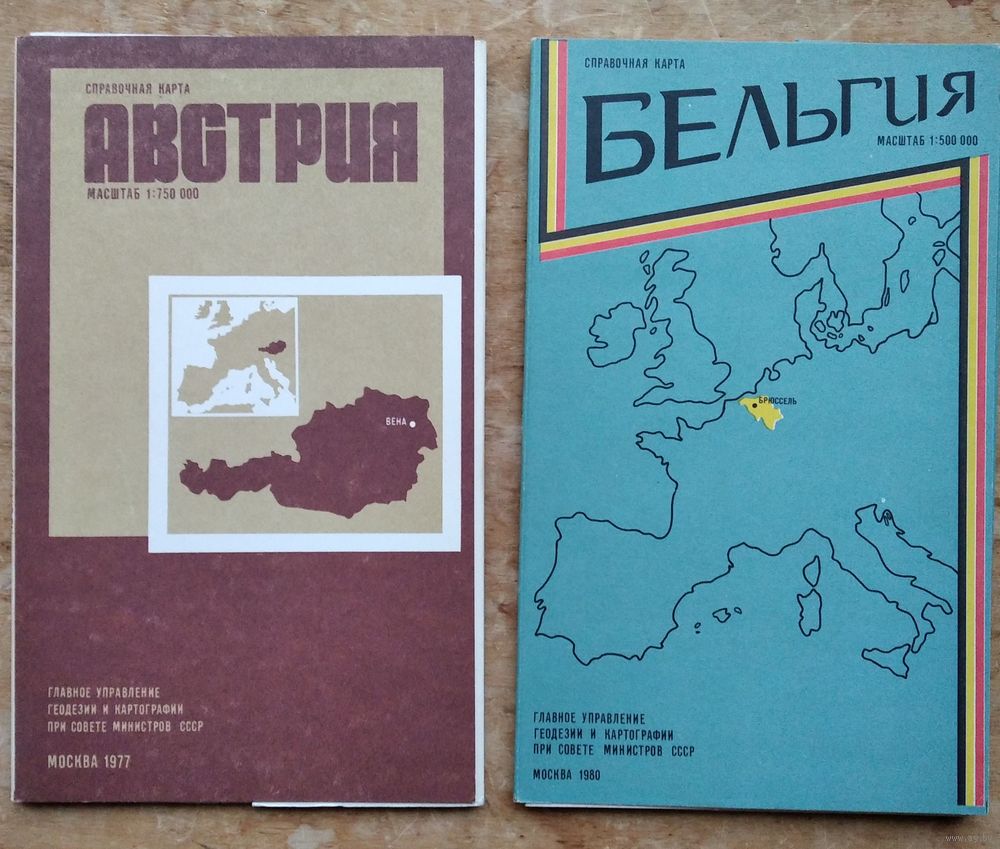 СПРАВОЧНАЯ КАРТА
АВСТРИЯ
МАСШТАБ 1:750 000
ВЕНА
ГЛАВНОЕ УПРАВЛЕНИЕ
ГЕОДЕЗИИ И КАРТОГРАФИИ
ПРИ СОВЕТЕ МИНИСТРОВ СССР
МОСКВА 1977
СПРАВОЧНАЯ КАРТА
БЕЛЬГИЯ
МАСШТАБ 1:500 000
БРЮССЕЛЬ
ГЛАВНОЕ УПРАВЛЕНИЕ
ГЕОДЕЗИИ И КАРТОГРАФИИ
ПРИ СОВЕТЕ МИНИСТРОВ СССР
МОСКВА 1980